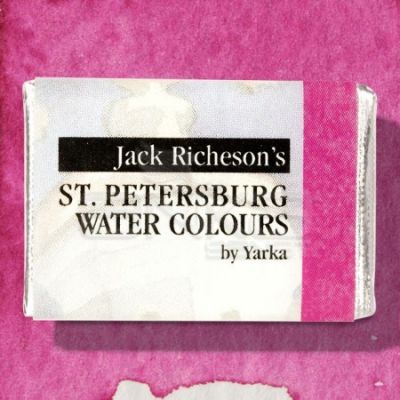 Jack Richeson's
ST. PETERSBURG
WATER COLOURS
by Yarka